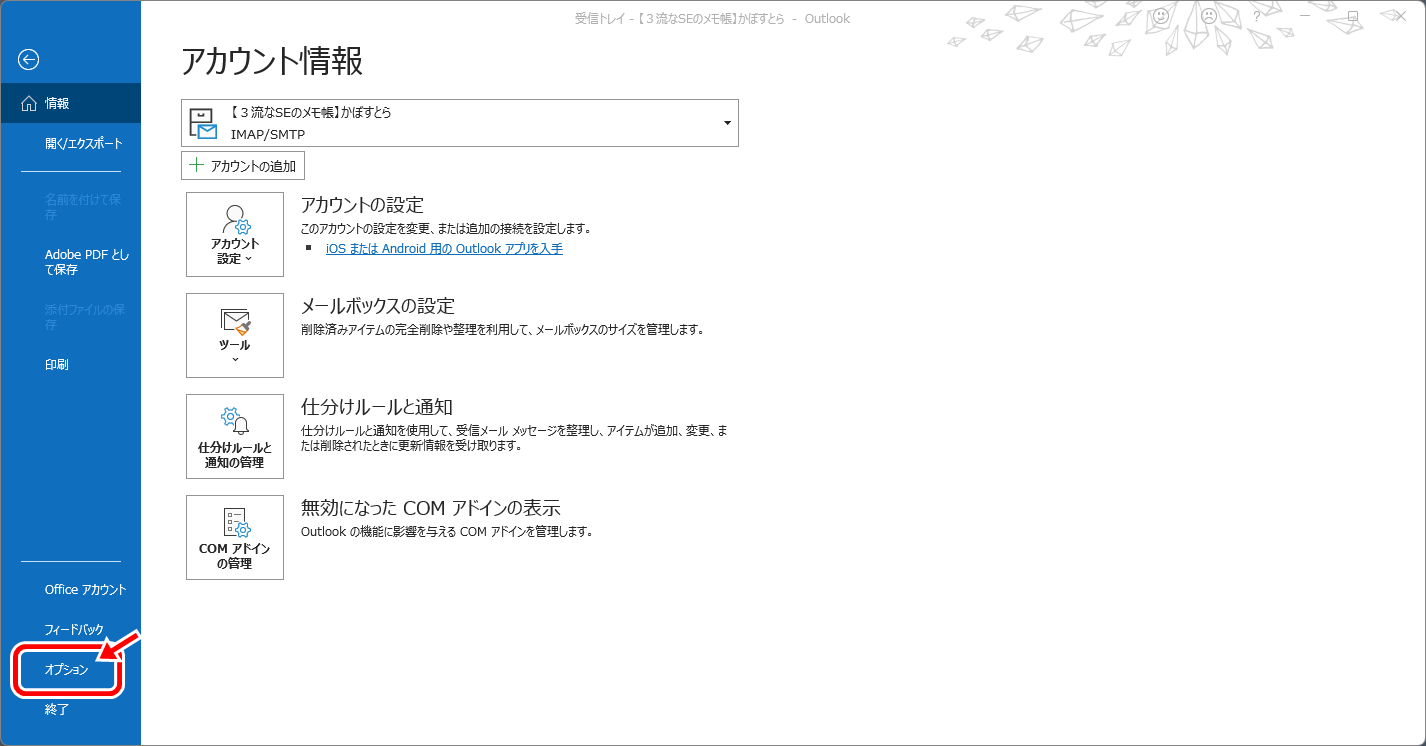 受信トレイ - 【３流なSEのメモ帳】かぼすとら - Outlook
?
情報
開く/エクスポート
名前を付けて保
存
Adobe PDF とし
て保存
添付ファイルの保
存
印刷
Office アカウント
フィードバック
オプション
終了
アカウント情報
【３流なSEのメモ帳】かぼすとら
IMAP/SMTP
アカウントの追加
アカウント
設定
アカウントの設定
このアカウントの設定を変更、または追加の接続を設定します。
iOS または Android 用の Outlook アプリを入手
ツール
メールボックスの設定
削除済みアイテムの完全削除や整理を利用して、メールボックスのサイズを管理します。
仕分けルールと
通知の管理
仕分けルールと通知
仕分けルールと通知を使用して、受信メール メッセージを整理し、アイテムが追加、変更、ま
たは削除されたときに更新情報を受け取ります。
COM アドイン
の管理
無効になった COM アドインの表示
Outlook の機能に影響を与える COM アドインを管理します。